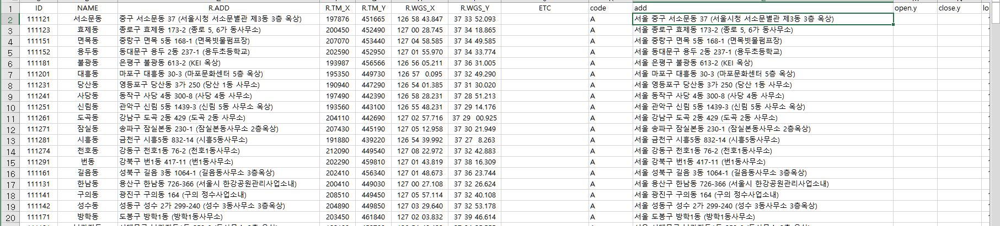 1 ID NAME R.ADD R.TM_X R.TM_Y R.WGS_X R.WGS_Y ETC code add open.y close.y lo
2 111121 서소문동 중구 서소문동 37 (서울시청 서소문별관 제3동 3층 옥상) 197876 451665 126 58 43.847 37 33 52.093 A 서울 중구 서소문동 37 (서울시청 서소문별관 제3동 3층 옥상)
3 111123 효제동 종로구 효제동 173-2 (종로 5, 6가 동사무소) 200450 452490 127 00 28.745 37 34 18.865 A 서울 종로구 효제동 173-2 (종로 5, 6가 동사무소)
4 111151 면목동 중랑구 면목 5동 168-1 (면목빗물펌프장) 207070 453440 127 04 58.585 37 34 49.585 A 서울 중랑구 면목 5동 168-1 (면목빗물펌프장)
5 111152 용두동 동대문구 용두 2동 237-1 (용두초등학교) 202590 452950 127 01 55.970 37 34 33.774 A 서울 동대문구 용두 2동 237-1 (용두초등학교)
6 111181 불광동 은평구 불광동 613-2 (KEI 옥상) 193987 456566 126 56 05.211 37 36 31.005 A 서울 은평구 불광동 613-2 (KEI 옥상)
7 111201 대흥동 마포구 대흥동 30-3 (마포문화센터 5층 옥상) 195350 449730 126 57 0.095 37 32 49.290 A 서울 마포구 대흥동 30-3 (마포문화센터 5층 옥상)
8 111231 당산동 영등포구 당산동 3가 250 (당산 1동 사무소) 190940 447290 126 54 01.385 37 31 30.020 A 서울 영등포구 당산동 3가 250 (당산 1동 사무소)
9 111241 사당동 동작구 사당 4동 300-8 (사당 4동 사무소) 197490 442390 126 58 28.231 37 28 51.213 A 서울 동작구 사당 4동 300-8 (사당 4동 사무소)
10 111251 신림동 관악구 신림 5동 1439-3 (신림 5동 사무소 옥상) 193560 443100 126 55 48.231 37 29 14.176 A 서울 관악구 신림 5동 1439-3 (신림 5동 사무소 옥상)
11 111261 도곡동 강남구 도곡 2동 429 (도곡 2동 사무소) 204110 442690 127 02 57.716 37 29 00.925 A 서울 강남구 도곡 2동 429 (도곡 2동 사무소)
12 111271 잠실동 송파구 잠실본동 230-1 (잠실본동사무소 2층옥상) 207430 445190 127 05 12.958 37 30 21.949 A 서울 송파구 잠실본동 230-1 (잠실본동사무소 2층옥상)
13 111281 시흥동 금천구 시흥5동 832-14 (시흥5동사무소) 191880 439220 126 54 39.992 37 27 8.263 A 서울 금천구 시흥5동 832-14 (시흥5동사무소)
14 111274 천호동 강동구 천호1동 76-2 (천호1동사무소) 212090 449540 127 08 22.972 37 32 42.883 A 서울 강동구 천호1동 76-2 (천호1동사무소)
15 111291 번동 강북구 번1동 417-11 (번1동사무소) 202290 459810 127 01 43.819 37 38 16.309 A 서울 강북구 번1동 417-11 (번1동사무소)
16 111161 길음동 성북구 길음 3동 1064-1 (길음동사무소 3층옥상) 202410 456340 127 01 48.673 37 36 23.744 A 서울 성북구 길음 3동 1064-1 (길음동사무소 3층옥상)
17 111131 한남동 용산구 한남동 726-366 (서울시 한강공원관리사업소내) 200410 449030 127 00 27.108 37 32 26.624 A 서울 용산구 한남동 726-366 (서울시 한강공원관리사업소내)
18 111141 구의동 광진구 구의동 164 (구의 정수사업소내) 208510 449450 127 05 57.114 37 32 40.108 A 서울 광진구 구의동 164 (구의 정수사업소내)
19 111142 성수동 성동구 성수 2가 299-240 (성수 3동사무소 3층옥상) 204890 449850 127 03 29.640 37 32 53.178 A 서울 성동구 성수 2가 299-240 (성수 3동사무소 3층옥상)
20 111171 방학동 도봉구 방학1동 (방학1동사무소) 203450 461840 127 02 03.832 37 39 46.614 A 서울 도봉구 방학1동 (방학1동사무소)